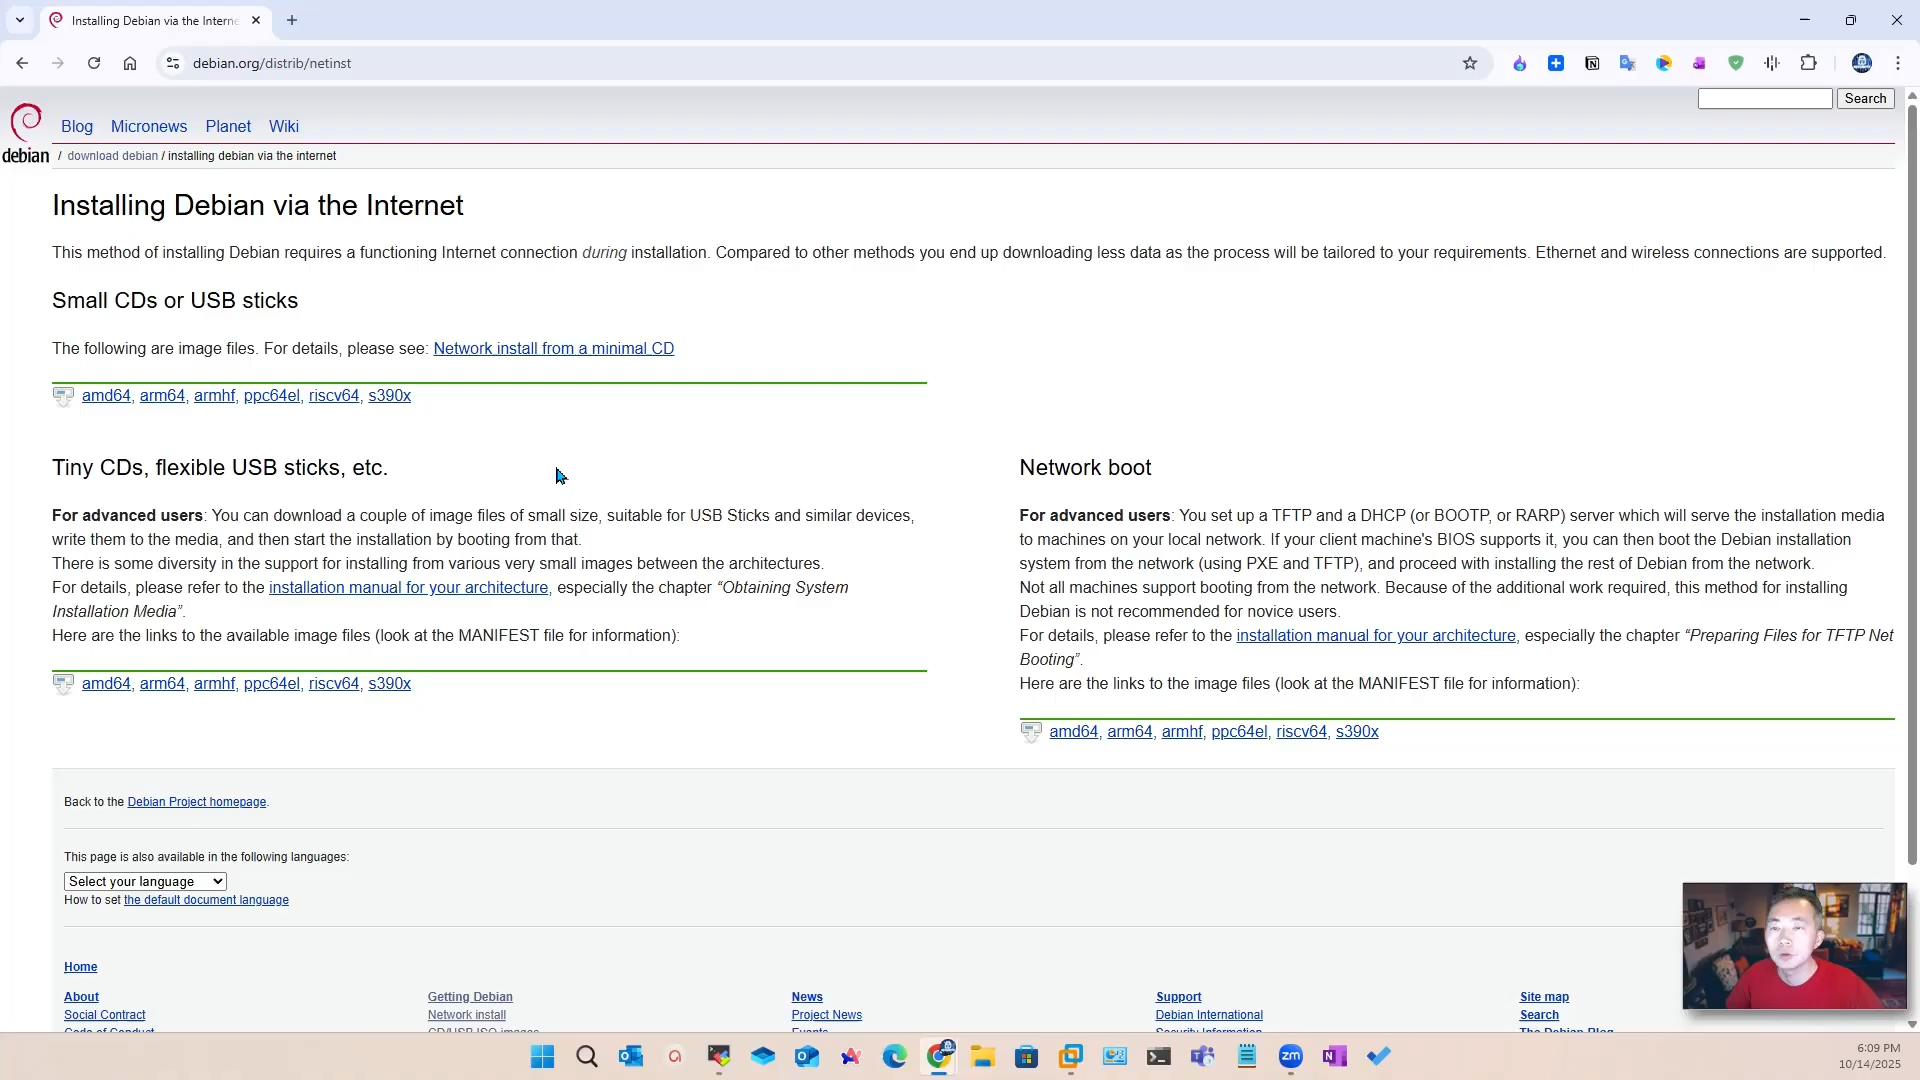 Installing Debian via the Interne
debian.org/distrib/netinst
Search
debian
Blog
Micronews
Planet
Wiki
/ download debian / installing debian via the internet
Installing Debian via the Internet
This method of installing Debian requires a functioning Internet connection during installation. Compared to other methods you end up downloading less data as the process will be tailored to your requirements. Ethernet and wireless connections are supported.
Small CDs or USB sticks
The following are image files. For details, please see: Network install from a minimal CD
amd64, arm64, armhf, ppc64el, riscv64, s390x
Tiny CDs, flexible USB sticks, etc.
For advanced users: You can download a couple of image files of small size, suitable for USB Sticks and similar devices,
write them to the media, and then start the installation by booting from that.
There is some diversity in the support for installing from various very small images between the architectures.
For details, please refer to the installation manual for your architecture, especially the chapter “Obtaining System
Installation Media”.
Here are the links to the available image files (look at the MANIFEST file for information):
amd64, arm64, armhf, ppc64el, riscv64, s390x
Network boot
For advanced users: You set up a TFTP and a DHCP (or BOOTP, or RARP) server which will serve the installation media
to machines on your local network. If your client machine's BIOS supports it, you can then boot the Debian installation
system from the network (using PXE and TFTP), and proceed with installing the rest of Debian from the network.
Not all machines support booting from the network. Because of the additional work required, this method for installing
Debian is not recommended for novice users.
For details, please refer to the installation manual for your architecture, especially the chapter “Preparing Files for TFTP Net
Booting”.
Here are the links to the image files (look at the MANIFEST file for information):
amd64, arm64, armhf, ppc64el, riscv64, s390x
Back to the Debian Project homepage.
This page is also available in the following languages:
Select your language
How to set the default document language
Home
About
Social Contract
Code of Conduct
Getting Debian
Network install
CD/USB ISO images
News
Project News
Events
Support
Debian International
Security Information
Site map
Search
The Debian Blog
zm
6:09 PM
10/14/2025